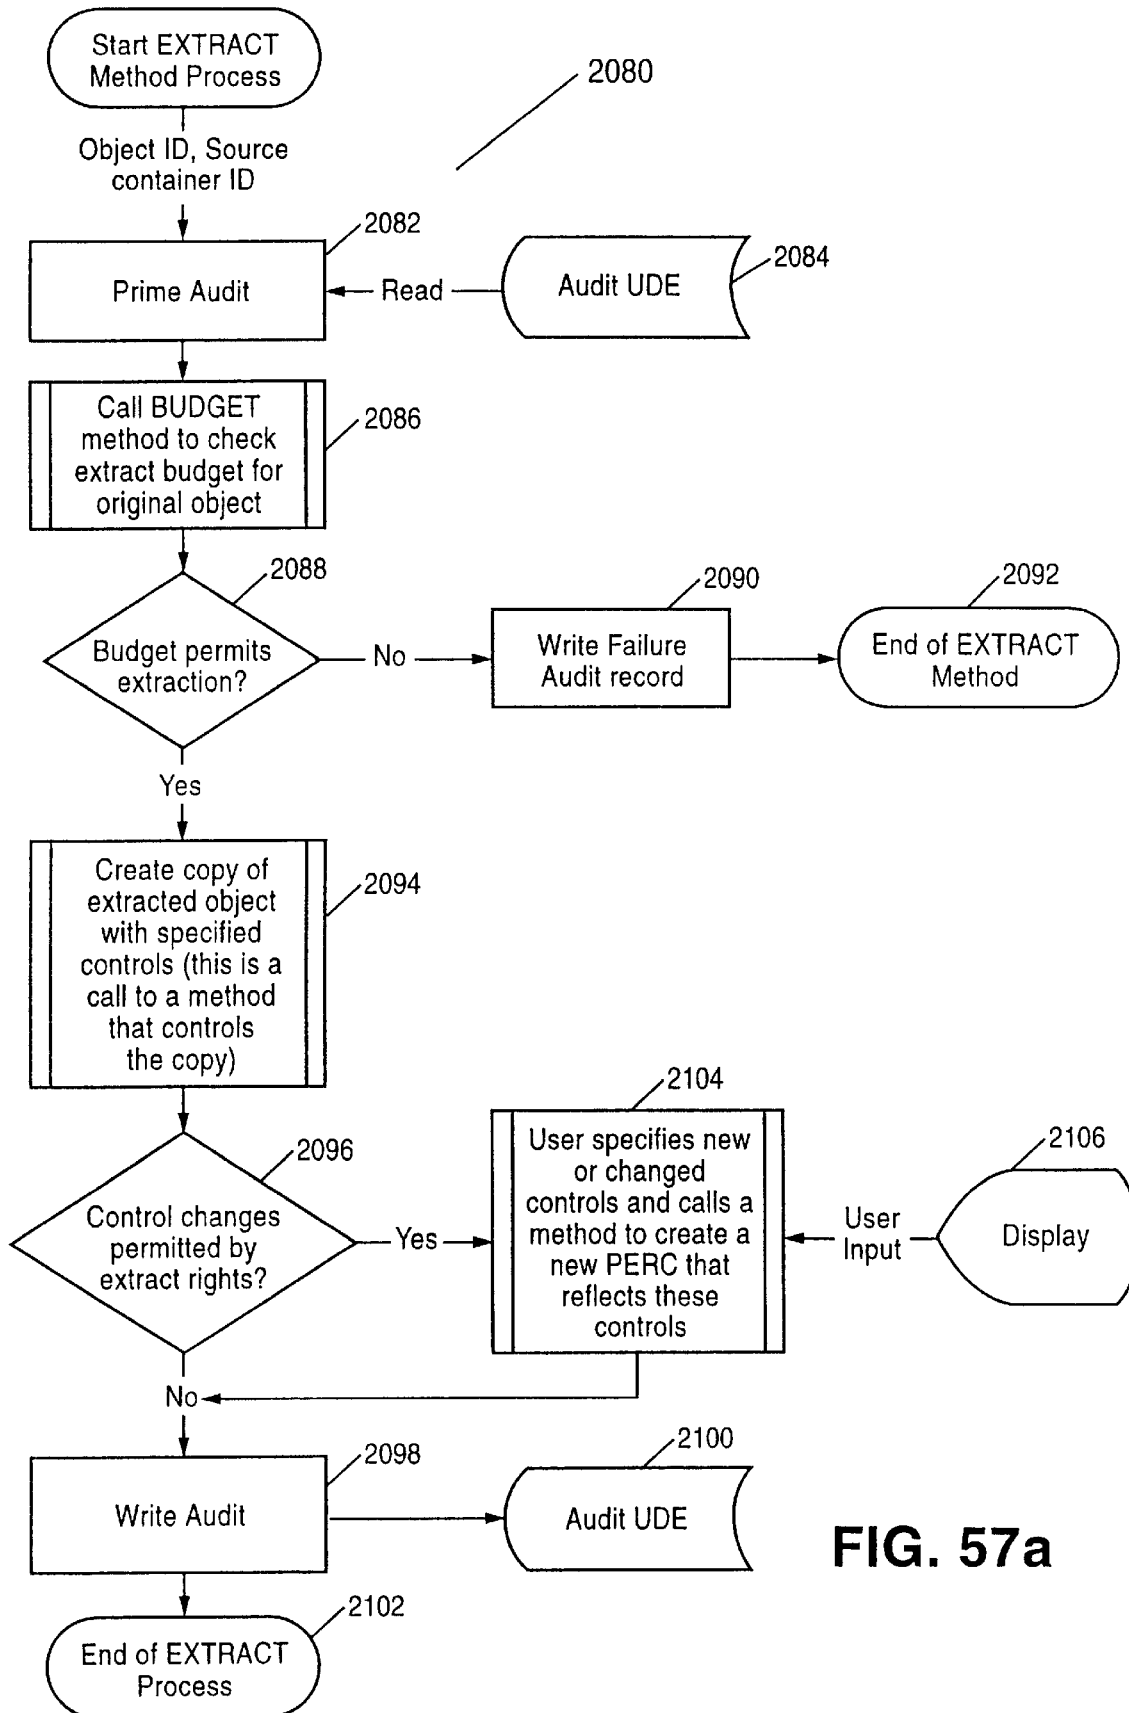 Start EXTRACT
Method Process
2080
Object ID, Source
container ID
2082
Prime Audit
Read
Audit UDE
2084
Call BUDGET
method to check
extract budget for
original object
2086
2088
Budget permits
extraction?
No
2090
Write Failure
Audit record
2092
End of EXTRACT
Method
Yes
Create copy of
extracted object
with specified
controls (this is a
call to a method
that controls
the copy)
2094
2096
Control changes
permitted by
extract rights?
Yes
2104
User specifies new
or changed
controls and calls a
method to create a
new PERC that
reflects these
controls
User
Input
2106
Display
No
2098
Write Audit
2100
Audit UDE
FIG. 57a
2102
End of EXTRACT
Process